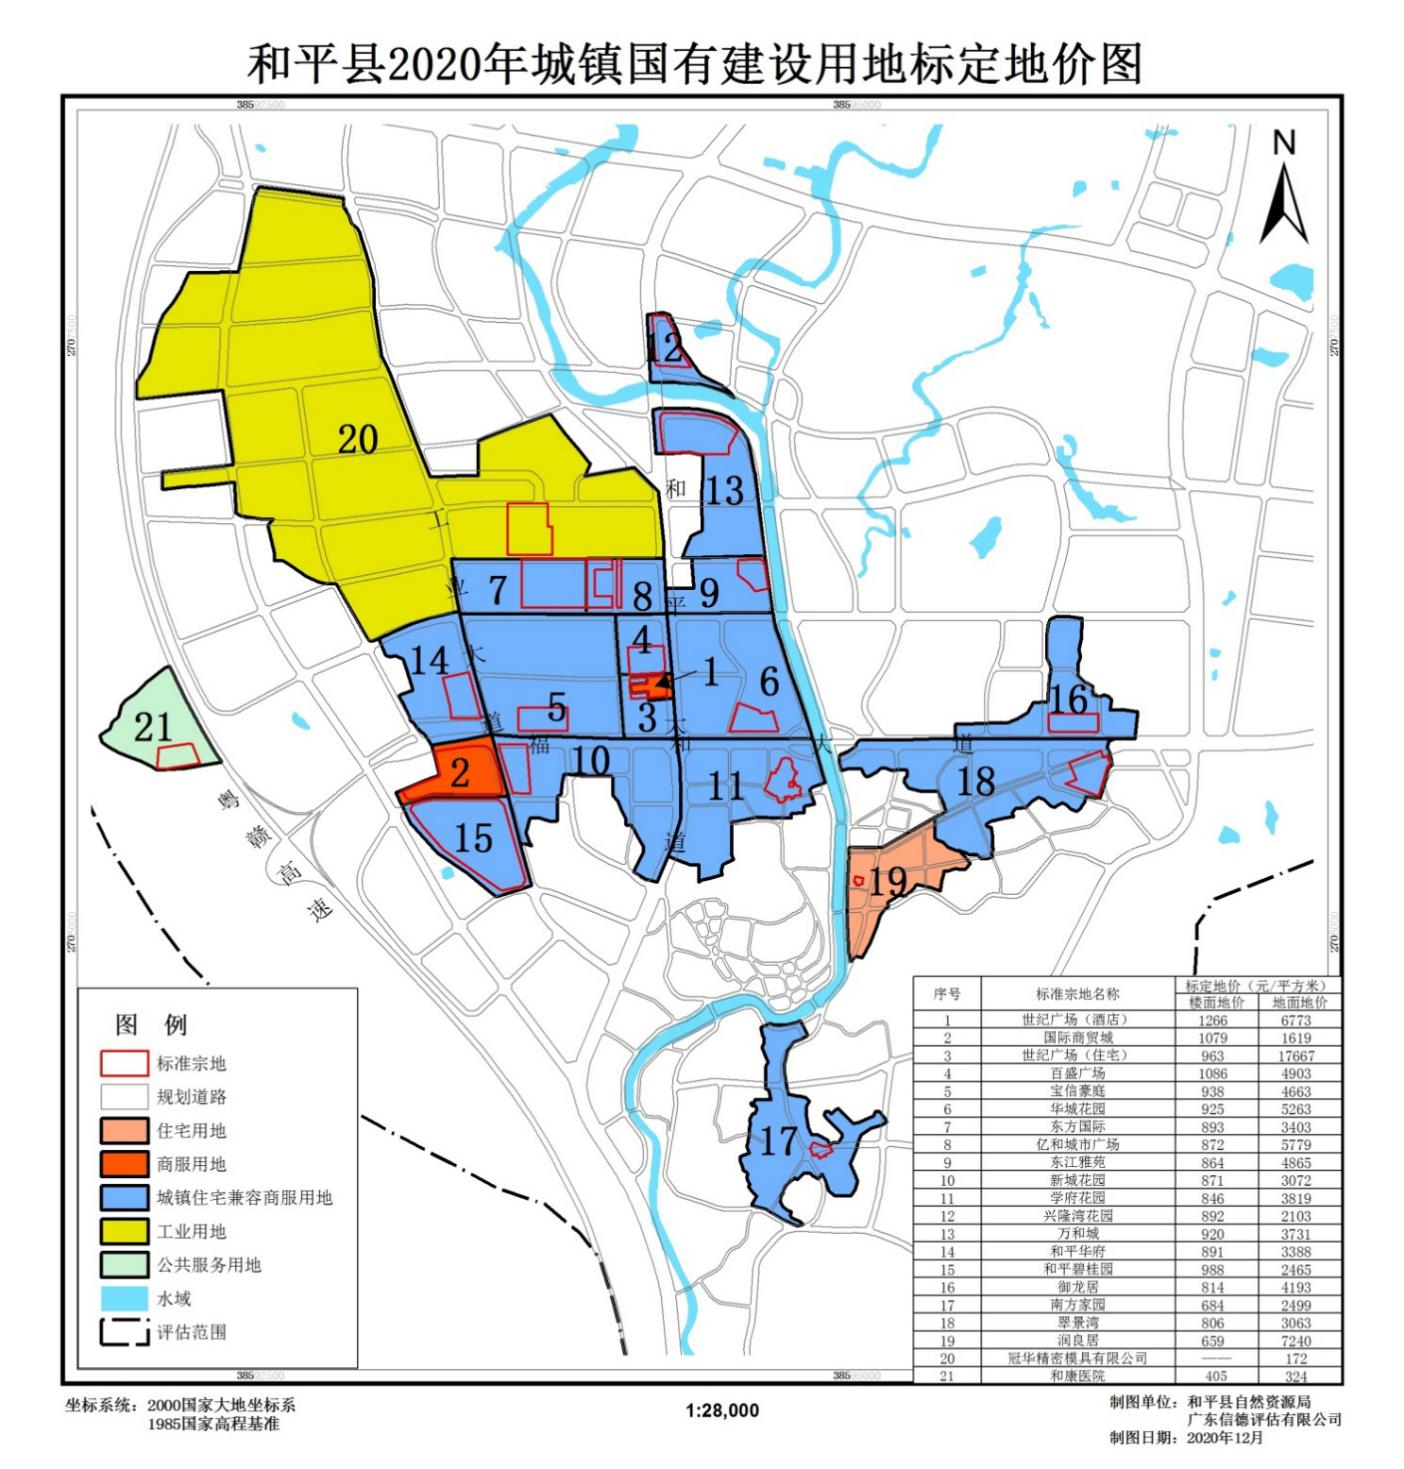 和平县2020年城镇国有建设用地标定地价图
38592500
38595000
N
2707500
2707500
12
20
和
13
工
7
8
9
业
平
4
14
大
1
6
16
21
5
3
道
大
福
和
大
道
2
10
11
18
粤
15
道
赣
19
高
速
2705000
2705000
17
图 例
标准宗地
规划道路
住宅用地
商服用地
城镇住宅兼容商服用地
工业用地
公共服务用地
水域
评估范围
序号 标准宗地名称 标定地价（元/平方米）
楼面地价 地面地价
1 世纪广场（酒店） 1266 6773
2 国际商贸城 1079 1619
3 世纪广场（住宅） 963 17667
4 百盛广场 1086 4903
5 宝信豪庭 938 4663
6 华城花园 925 5263
7 东方国际 893 3403
8 亿和城市广场 872 5779
9 东江雅苑 864 4865
10 新城花园 871 3072
11 学府花园 846 3819
12 兴隆湾花园 892 2103
13 万和城 920 3731
14 和平华府 891 3388
15 和平碧桂园 988 2465
16 御龙居 814 4193
17 南方家园 684 2499
18 翠景湾 806 3063
19 润良居 659 7240
20 冠华精密模具有限公司 —— 172
21 和康医院 405 324
38592500
38595000
坐标系统：2000国家大地坐标系
1985国家高程基准
1:28,000
制图单位：和平县自然资源局
广东信德评估有限公司
制图日期：2020年12月